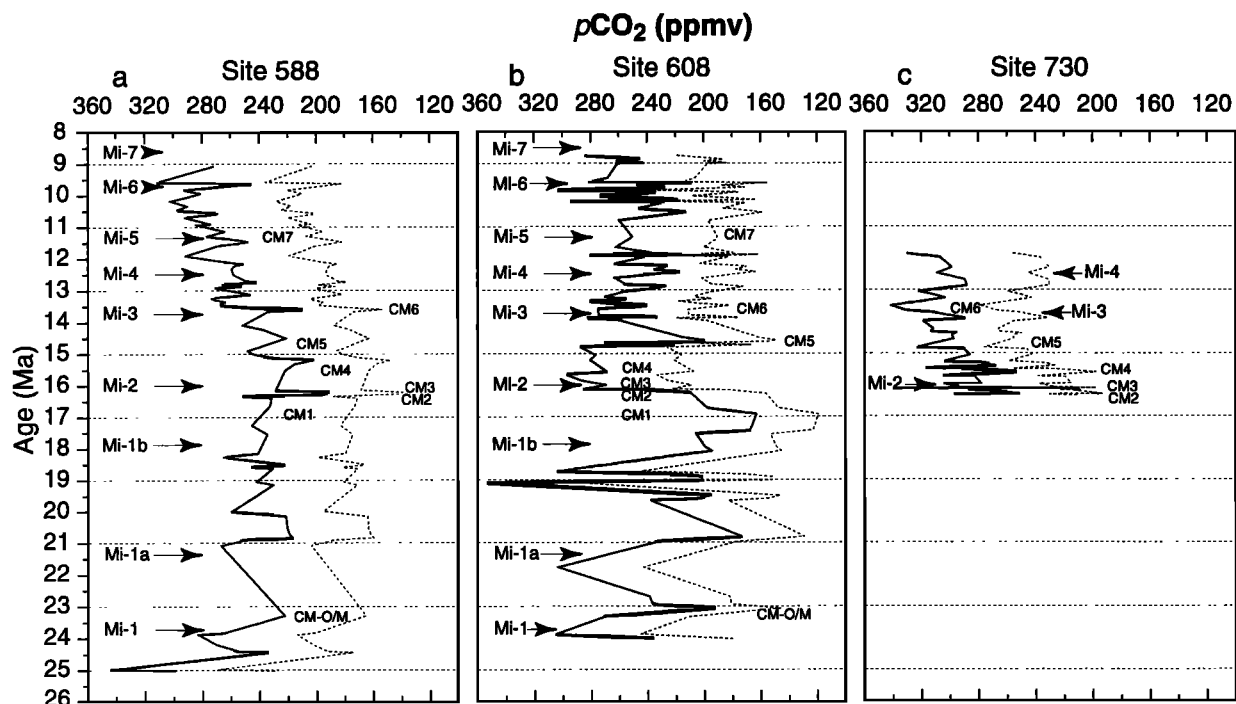 pCO2 (ppmv)
a Site 588
360 320 280 240 200 160 120
b Site 608
360 320 280 240 200 160 120
c Site 730
360 320 280 240 200 160 120
Age (Ma)
8
9
10
11
12
13
14
15
16
17
18
19
20
21
22
23
24
25
26
Mi-7
Mi-6
Mi-5
CM7
Mi-4
Mi-3
CM6
CM5
CM4
Mi-2
CM3
CM2
CM1
Mi-1b
Mi-1a
CM-O/M
Mi-1
Mi-7
Mi-6
Mi-5
CM7
Mi-4
Mi-3
CM6
CM5
CM4
Mi-2
CM3
CM2
CM1
Mi-1b
Mi-1a
CM-O/M
Mi-1
Mi-4
CM6
Mi-3
CM5
CM4
Mi-2
CM3
CM2